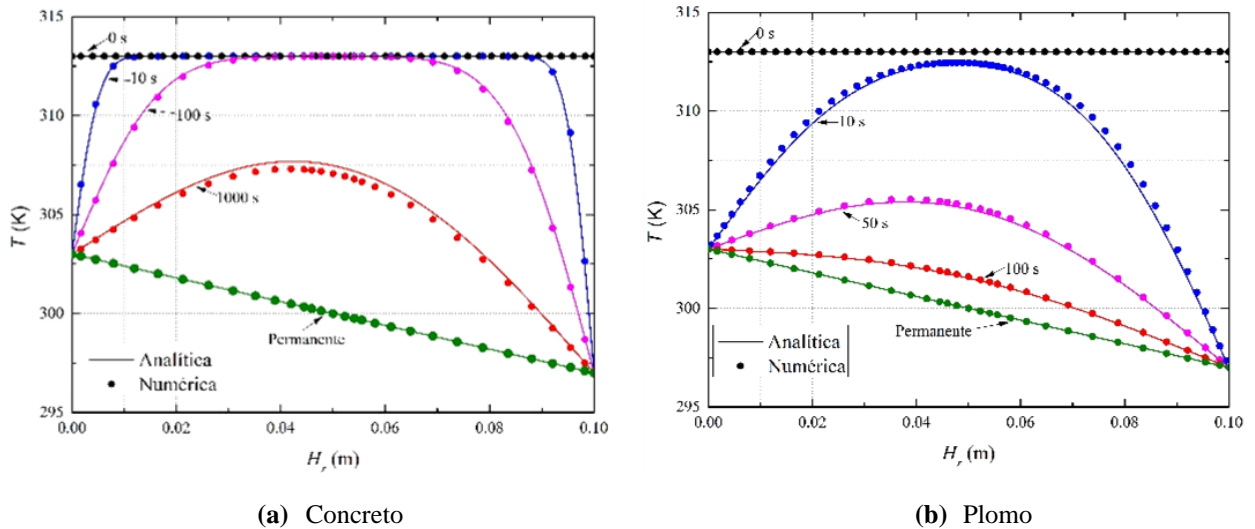 315
310
305
300
295
T (K)
0 s
10 s
100 s
1000 s
Permanente
Analítica
Numérica
0.00 0.02 0.04 0.06 0.08 0.10
H_r (m)
(a) Concreto
315
310
305
300
295
T (K)
0 s
10 s
50 s
100 s
Permanente
Analítica
Numérica
0.00 0.02 0.04 0.06 0.08 0.10
H_r (m)
(b) Plomo